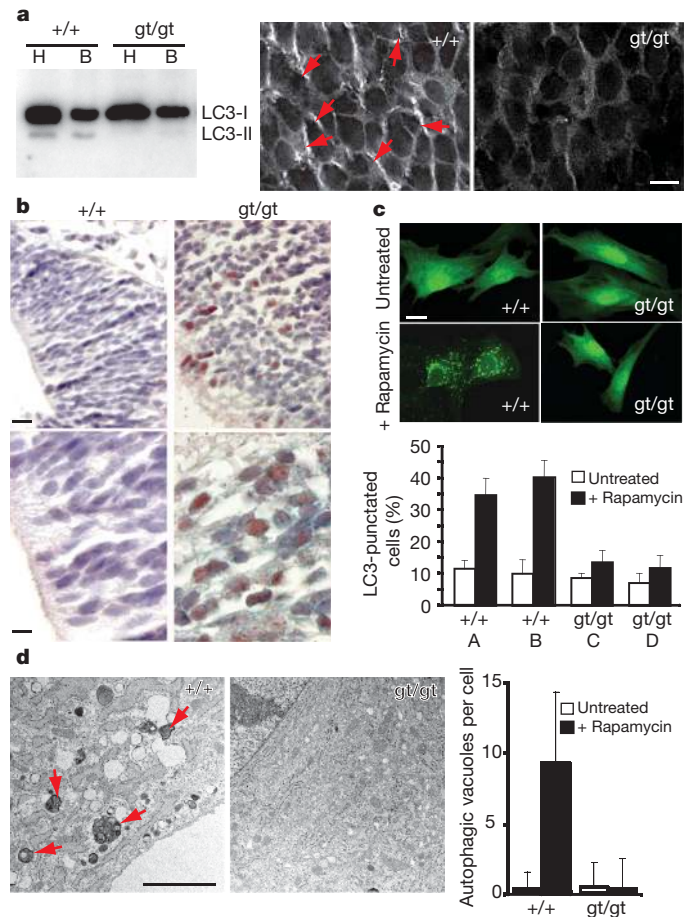 a
+/+ gt/gt
H B H B
LC3-I
LC3-II
+/+
gt/gt
b
+/+ gt/gt
c
Untreated
+ Rapamycin
+/+
gt/gt
+/+
gt/gt
LC3-punctated
cells (%)
50
40
30
20
10
0
Untreated
+ Rapamycin
+/+ +/+ gt/gt gt/gt
A B C D
d
+/+
gt/gt
Autophagic vacuoles per cell
15
10
5
0
Untreated
+ Rapamycin
+/+ gt/gt